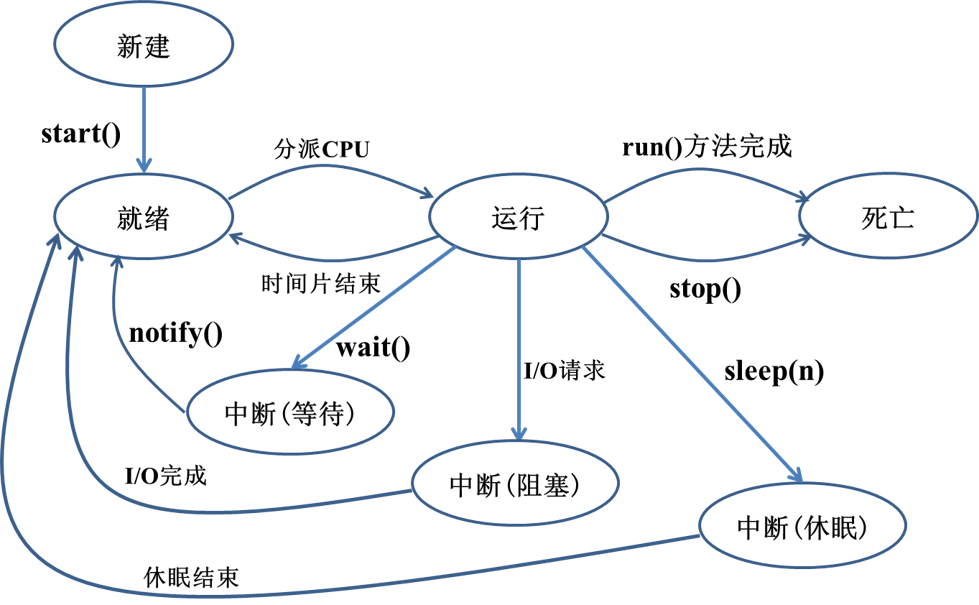 新建
start()
分派CPU
run()方法完成
就绪
运行
死亡
时间片结束
stop()
notify()
wait()
I/O请求
sleep(n)
中断(等待)
I/O完成
中断(阻塞)
中断(休眠)
休眠结束